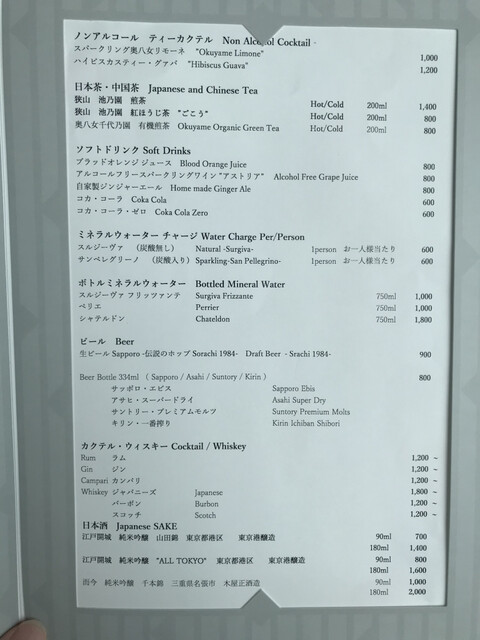 ノンアルコール　ティーカクテル　Non Alcohol Cocktail
スパークリング奥八女リモーネ　"Okuyame Limone"　1,000
ハイビスカスティー・グァバ　"Hibiscus Guava"　1,200
日本茶・中国茶　Japanese and Chinese Tea
狭山　池乃園　煎茶　Hot/Cold　200ml　1,400
狭山　池乃園　紅ほうじ茶　"ごこう"　Hot/Cold　200ml　800
奥八女千代乃園　有機煎茶　Okuyame Organic Green Tea　Hot/Cold　200ml　800
ソフトドリンク Soft Drinks
ブラッドオレンジ ジュース　Blood Orange Juice　800
アルコールフリースパークリングワイン "アストリア"　Alcohol Free Grape Juice　800
自家製ジンジャーエール　Home made Ginger Ale　800
コカ・コーラ　Coka Cola　600
コカ・コーラ・ゼロ　Coka Cola Zero　600
ミネラルウォーター チャージ Water Charge Per/Person
スルジーヴァ　（炭酸無し）　Natural -Surgiva-　1person　お一人様当たり　600
サンペレグリーノ　（炭酸入り）　Sparkling-San Pellegrino-　1person　お一人様当たり　600
ボトルミネラルウォーター　Bottled Mineral Water
スルジーヴァ フリッツァンテ　Surgiva Frizzante　750ml　1,000
ペリエ　Perrier　750ml　1,000
シャテルドン　Chateldon　750ml　1,800
ビール　Beer
生ビール Sapporo -伝説のホップ Sorachi 1984-　Draft Beer　- Srachi 1984-　900
Beer Bottle 334ml （ Sapporo / Asahi / Suntory / Kirin ）　800
サッポロ・エビス　Sapporo Ebis
アサヒ・スーパードライ　Asahi Super Dry
サントリー・プレミアムモルツ　Suntory Premium Molts
キリン・一番搾り　Kirin Ichiban Shibori
カクテル・ウィスキー Cocktail / Whiskey
Rum　ラム　1,200 ~
Gin　ジン　1,200 ~
Campari カンパリ　1,200 ~
Whiskey ジャパニーズ　Japanese　1,800 ~
バーボン　Burbon　1,200 ~
スコッチ　Scotch　1,200 ~
日本酒　Japanese SAKE
江戸開城　純米吟醸　山田錦　東京都港区　東京港醸造　90ml　700
180ml　1,400
江戸開城　純米吟醸　"ALL TOKYO"　東京都港区　東京港醸造　90ml　800
180ml　1,600
而今　純米吟醸　千本錦　三重県名張市　木屋正酒造　90ml　1,000
180ml　2,000